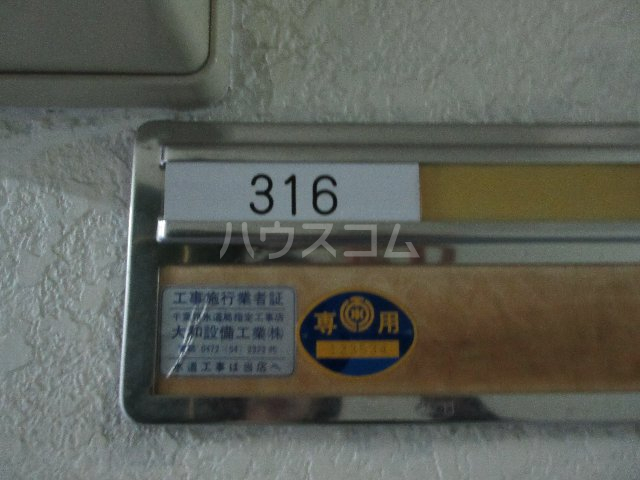 316
ハウスコム
工事施行業者証
千葉県水道局指定工事店
大和設備工業㈱
水道工事は当店へ
専 用